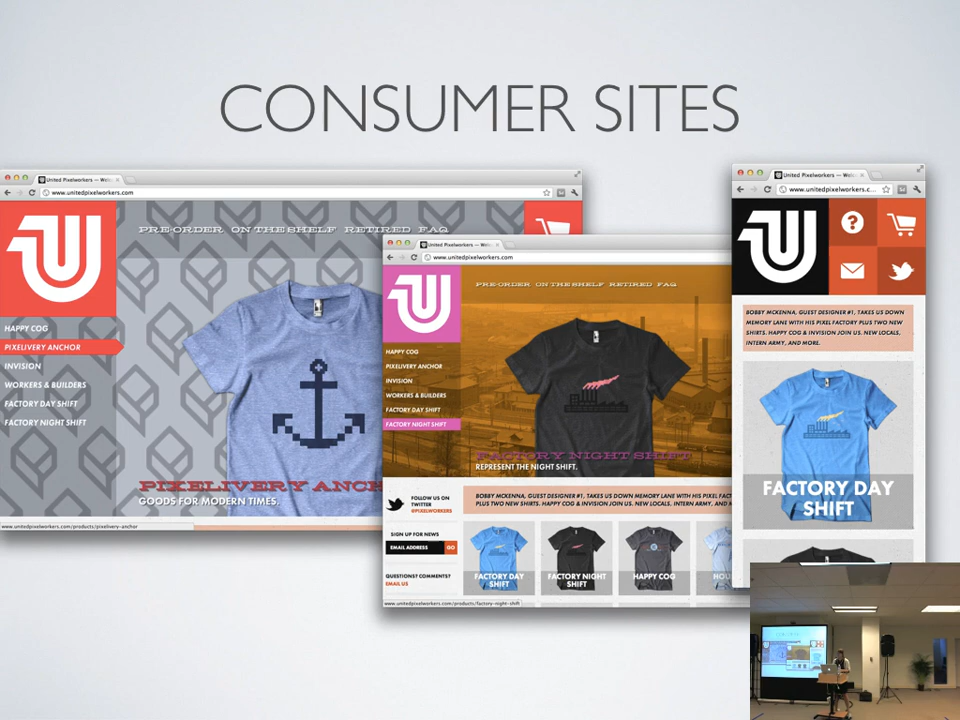 CONSUMER SITES
United Pixelworkers — Welc
www.unitedpixelworkers.com
PRE-ORDER ON THE SHELF RETIRED FAQ
HAPPY COG
PIXELIVERY ANCHOR
INVISION
WORKERS & BUILDERS
FACTORY DAY SHIFT
FACTORY NIGHT SHIFT
PIXELIVERY ANCH
GOODS FOR MODERN TIMES.
www.unitedpixelworkers.com/products/pixelivery-anchor
United Pixelworkers — Welc
www.unitedpixelworkers.com
PRE-ORDER ON THE SHELF RETIRED FAQ
HAPPY COG
PIXELIVERY ANCHOR
INVISION
WORKERS & BUILDERS
FACTORY DAY SHIFT
FACTORY NIGHT SHIFT
FACTORY NIGHT SHIFT
REPRESENT THE NIGHT SHIFT.
FOLLOW US ON
TWITTER
@PIXELWORKERS
BOBBY MCKENNA, GUEST DESIGNER #1, TAKES US DOWN MEMORY LANE WITH HIS PIXEL FAC
PLUS TWO NEW SHIRTS. HAPPY COG & INVISION JOIN US. NEW LOCALS, INTERN ARMY, AND
SIGN UP FOR NEWS
EMAIL ADDRESS GO
QUESTIONS? COMMENTS?
EMAIL US
FACTORY DAY
SHIFT
FACTORY NIGHT
SHIFT
HAPPY COG
HOU
www.unitedpixelworkers.com/products/factory-night-shift
United Pixelworkers — Welc
www.unitedpixelworkers.c...
?
BOBBY MCKENNA, GUEST DESIGNER #1, TAKES US DOWN
MEMORY LANE WITH HIS PIXEL FACTORY PLUS TWO NEW
SHIRTS. HAPPY COG & INVISION JOIN US. NEW LOCALS,
INTERN ARMY, AND MORE.
FACTORY DAY
SHIFT